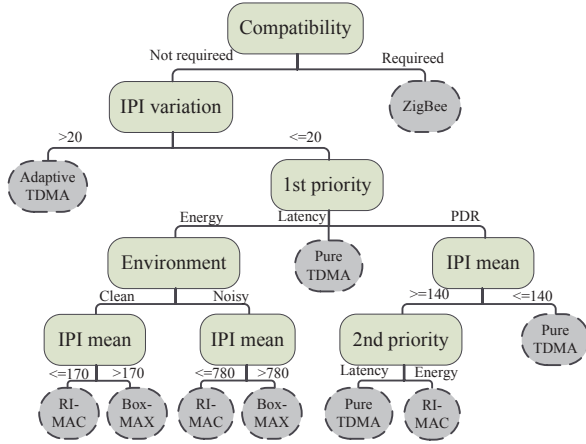 Compatibility
Not requireed
Requireed
IPI variation
ZigBee
>20
<=20
Adaptive
TDMA
1st priority
Energy
Latency
PDR
Environment
Pure
TDMA
IPI mean
Clean
Noisy
>=140
<=140
IPI mean
IPI mean
2nd priority
Pure
TDMA
<=170
>170
<=780
>780
Latency
Energy
RI-
MAC
Box-
MAX
RI-
MAC
Box-
MAX
Pure
TDMA
RI-
MAC